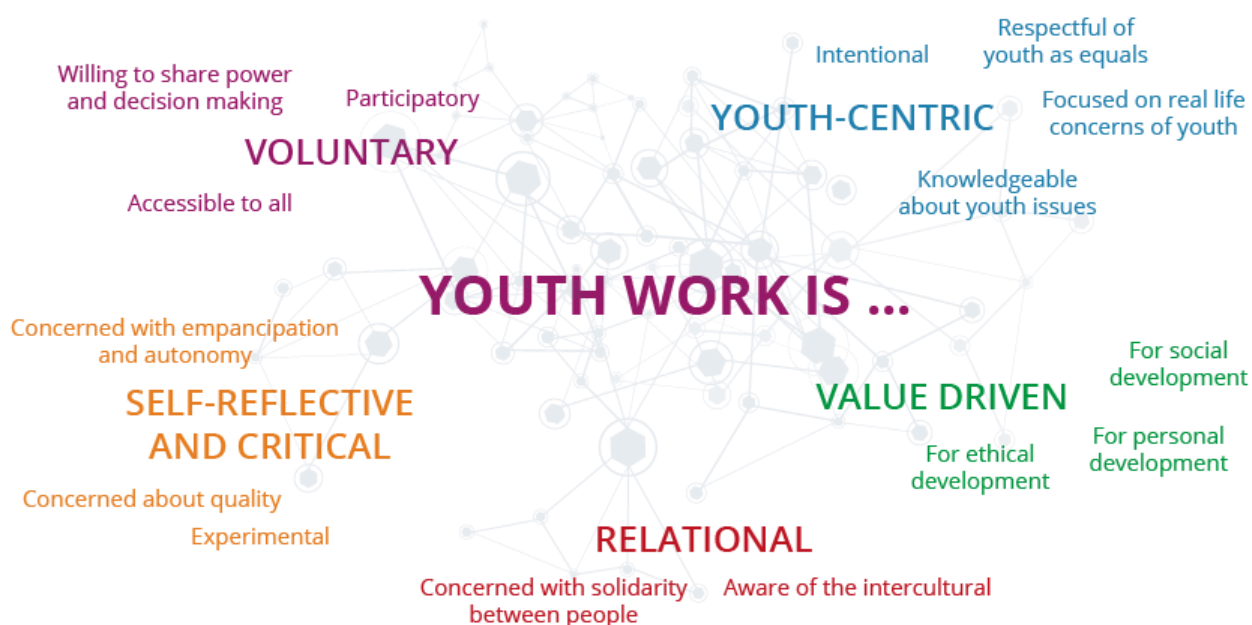 Willing to share power
and decision making
Participatory
VOLUNTARY
Accessible to all
Intentional
Respectful of
youth as equals
YOUTH-CENTRIC
Focused on real life
concerns of youth
Knowledgeable
about youth issues
YOUTH WORK IS ...
Concerned with empancipation
and autonomy
SELF-REFLECTIVE
AND CRITICAL
Concerned about quality
Experimental
VALUE DRIVEN
For social
development
For personal
development
For ethical
development
RELATIONAL
Concerned with solidarity
between people
Aware of the intercultural